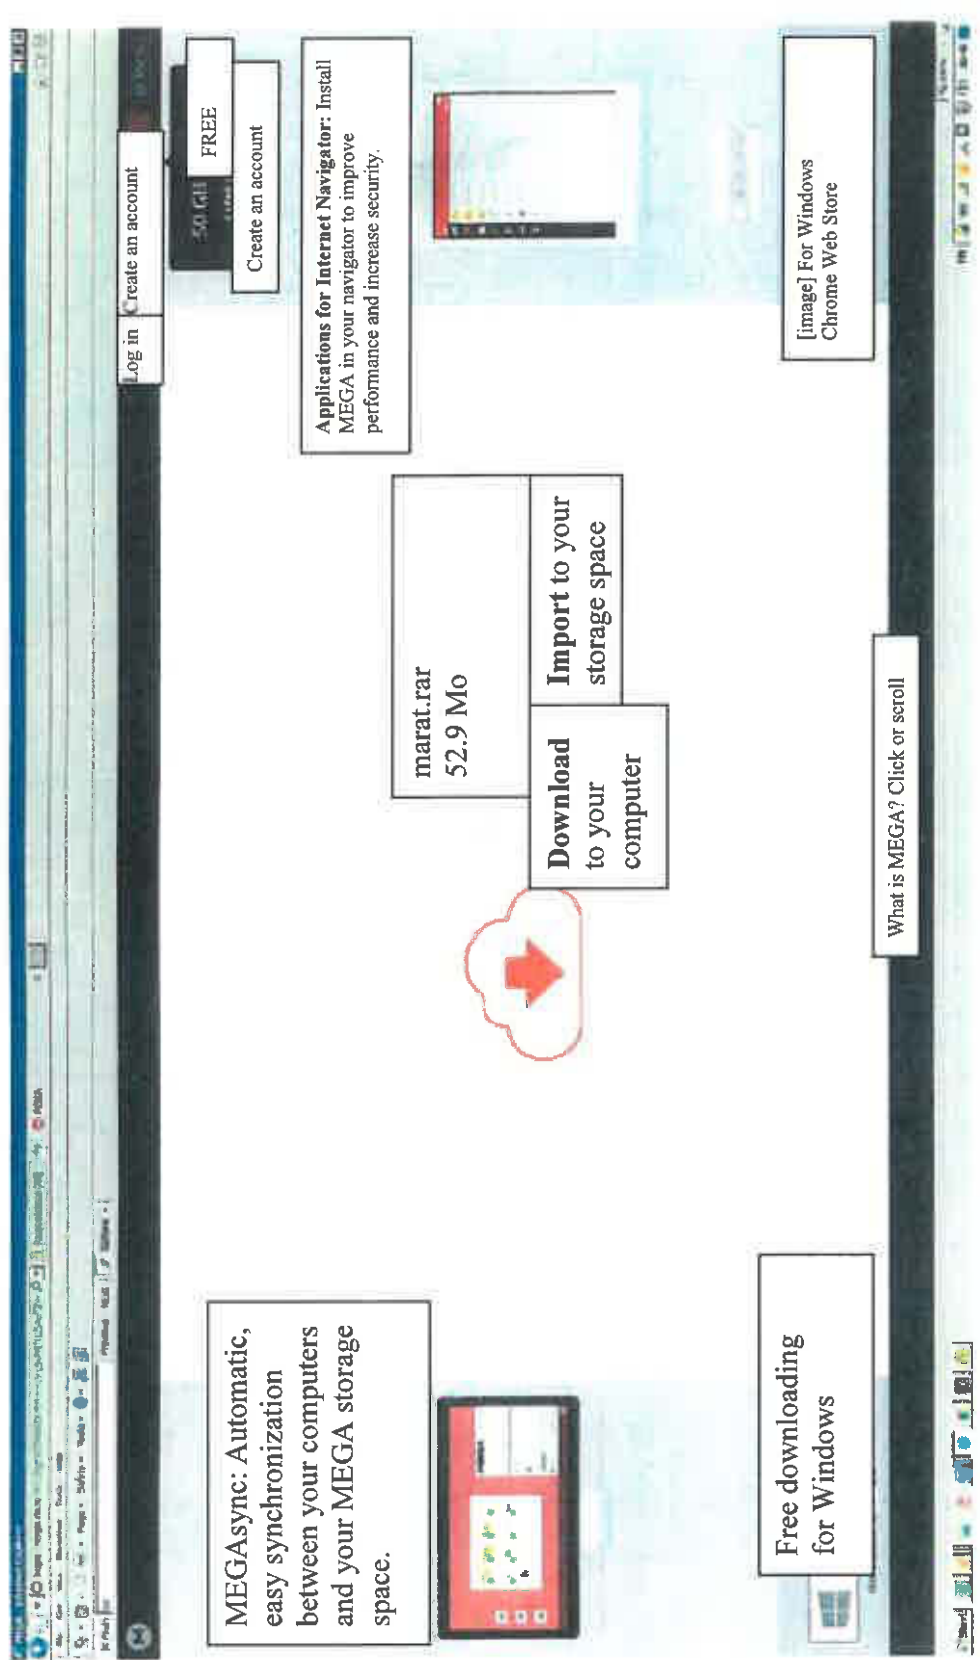 Log in
Create an account
FREE
50 GB
Create an account
MEGAsync: Automatic,
easy synchronization
between your computers
and your MEGA storage
space.
Applications for Internet Navigator: Install
MEGA in your navigator to improve
performance and increase security.
marat.rar
52.9 Mo
Download
to your
computer
Import to your
storage space
Free downloading
for Windows
[image] For Windows
Chrome Web Store
What is MEGA? Click or scroll
Start